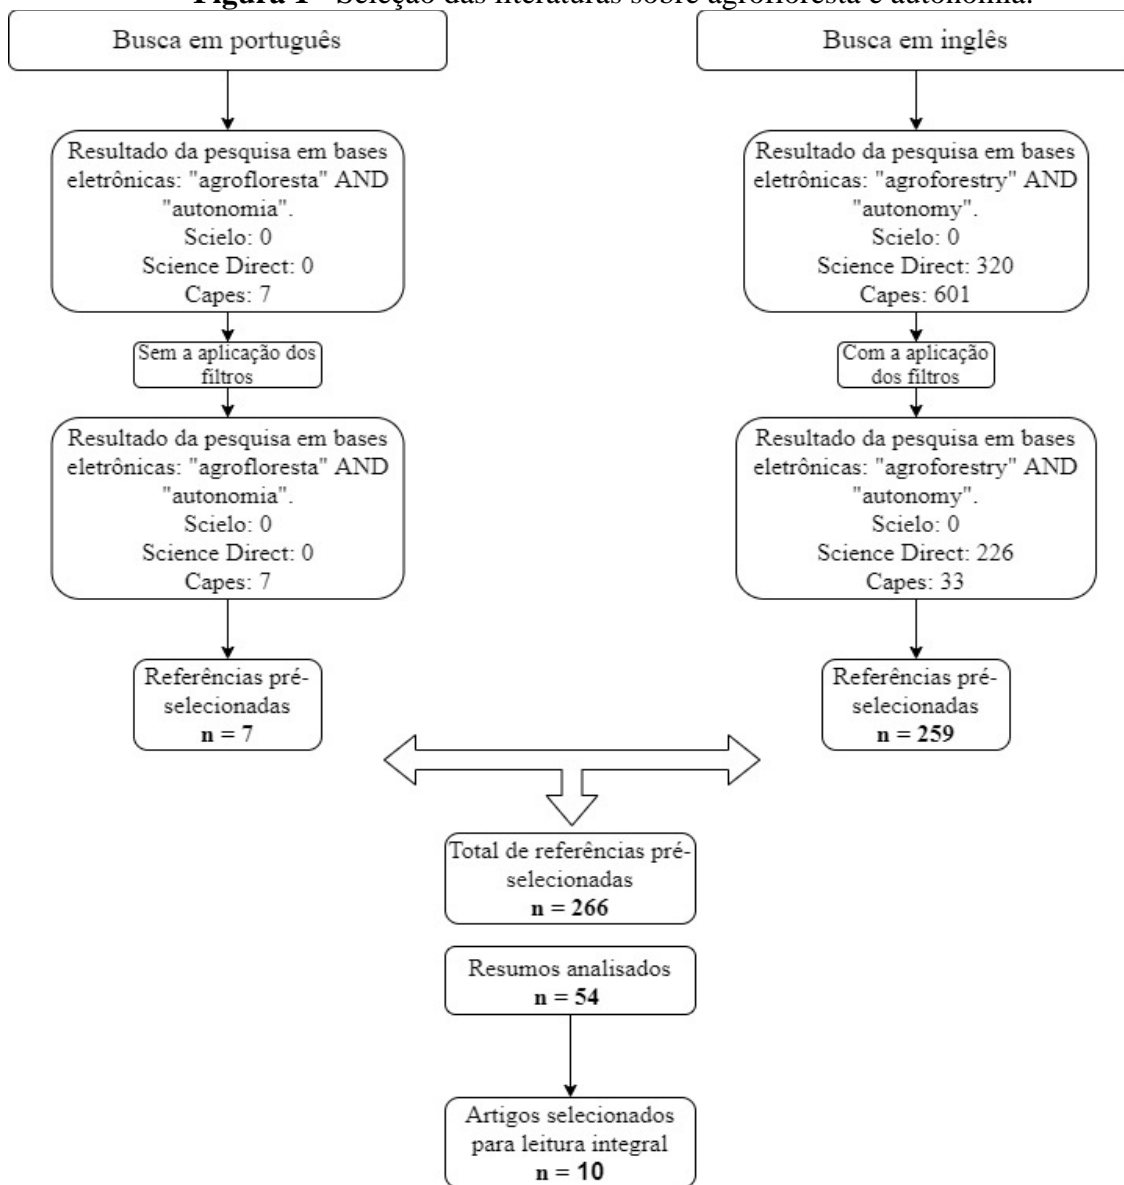 Figura 1 - Seleção das literaturas sobre agrofloresta e autonomia.
Busca em português
Resultado da pesquisa em bases
eletrônicas: "agrofloresta" AND
"autonomia".
Scielo: 0
Science Direct: 0
Capes: 7
Sem a aplicação dos
filtros
Resultado da pesquisa em bases
eletrônicas: "agrofloresta" AND
"autonomia".
Scielo: 0
Science Direct: 0
Capes: 7
Referências pré-
selecionadas
n = 7
Busca em inglês
Resultado da pesquisa em bases
eletrônicas: "agroforestry" AND
"autonomy".
Scielo: 0
Science Direct: 320
Capes: 601
Com a aplicação
dos filtros
Resultado da pesquisa em bases
eletrônicas: "agroforestry" AND
"autonomy".
Scielo: 0
Science Direct: 226
Capes: 33
Referências pré-
selecionadas
n = 259
Total de referências pré-
selecionadas
n = 266
Resumos analisados
n = 54
Artigos selecionados
para leitura integral
n = 10